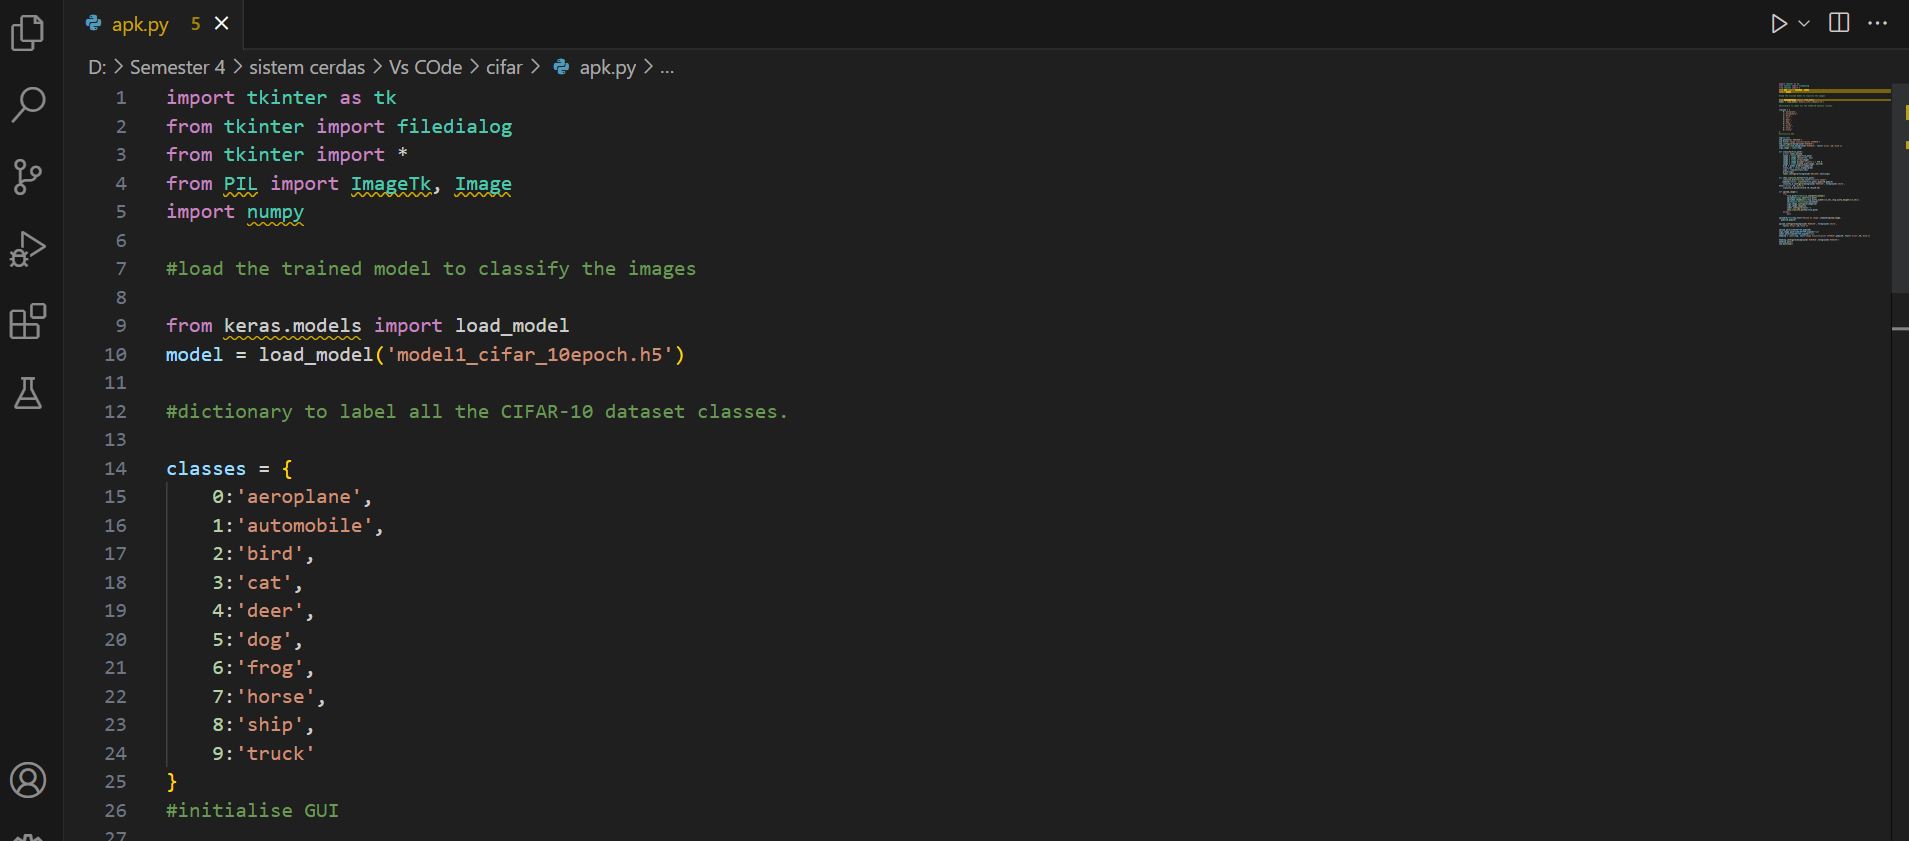 apk.py 5
D: > Semester 4 > sistem cerdas > Vs COde > cifar > apk.py > ...
1 import tkinter as tk
2 from tkinter import filedialog
3 from tkinter import *
4 from PIL import ImageTk, Image
5 import numpy
6
7 #load the trained model to classify the images
8
9 from keras.models import load_model
10 model = load_model('model1_cifar_10epoch.h5')
11
12 #dictionary to label all the CIFAR-10 dataset classes.
13
14 classes = {
15 0:'aeroplane',
16 1:'automobile',
17 2:'bird',
18 3:'cat',
19 4:'deer',
20 5:'dog',
21 6:'frog',
22 7:'horse',
23 8:'ship',
24 9:'truck'
25 }
26 #initialise GUI
27